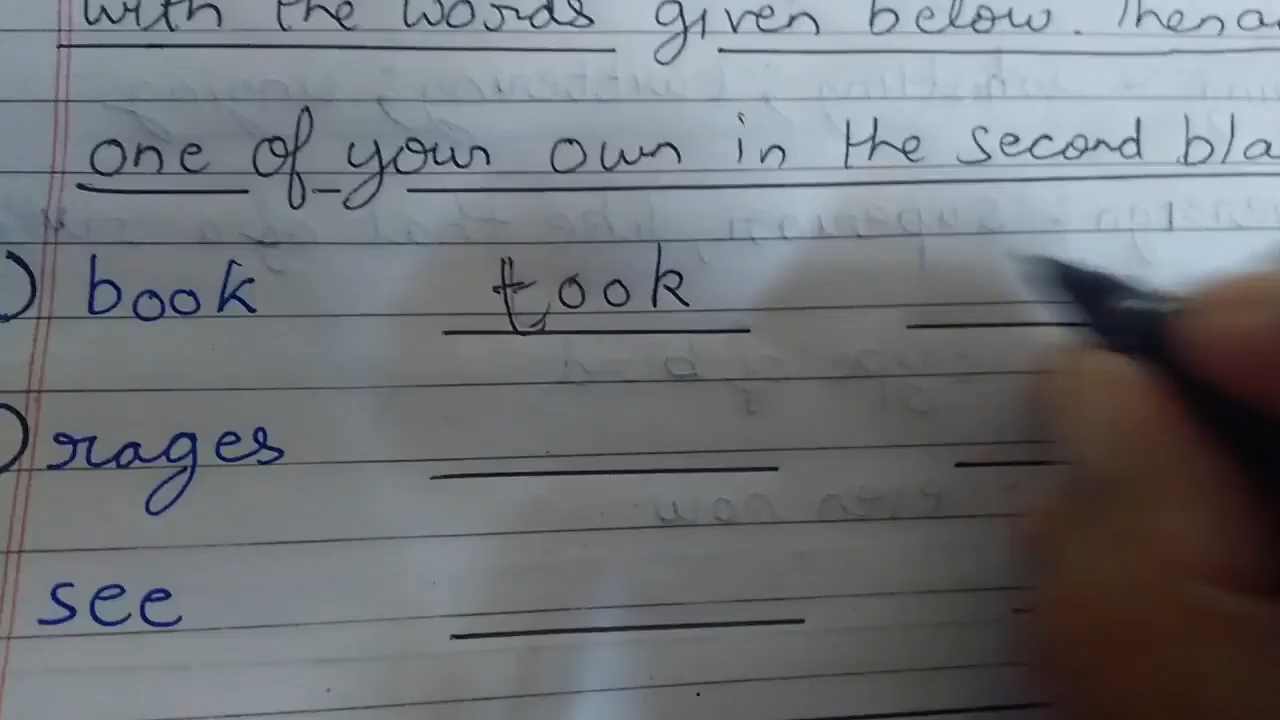 with the words given below. Then a
one of your own in the second bla
) book took
) rages
see